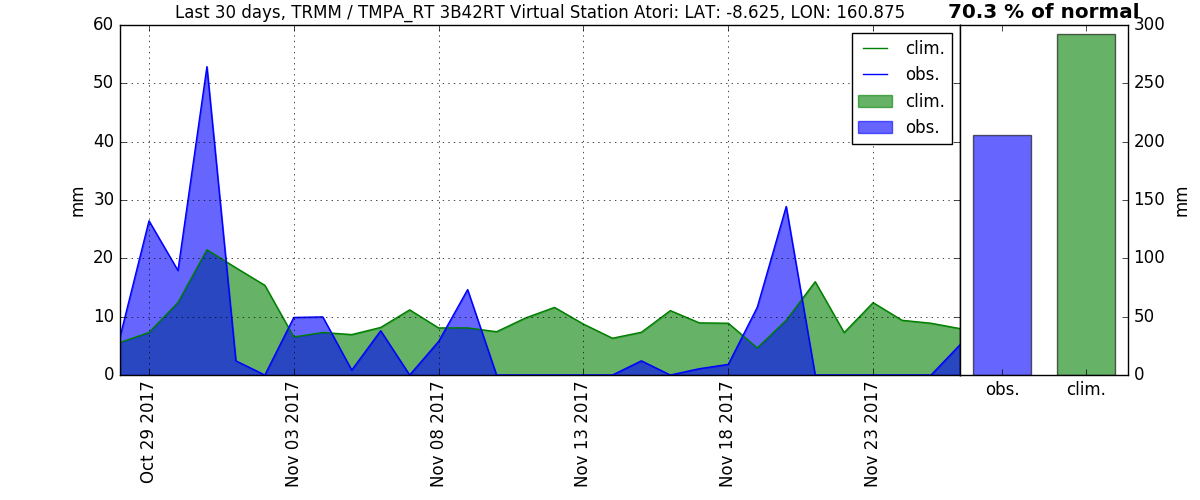 Last 30 days, TRMM / TMPA_RT 3B42RT Virtual Station Atori: LAT: -8.625, LON: 160.875
70.3 % of normal
60
50
40
30
20
10
0
mm
clim.
obs.
clim.
obs.
300
250
200
150
100
50
0
mm
Oct 29 2017
Nov 03 2017
Nov 08 2017
Nov 13 2017
Nov 18 2017
Nov 23 2017
obs.
clim.